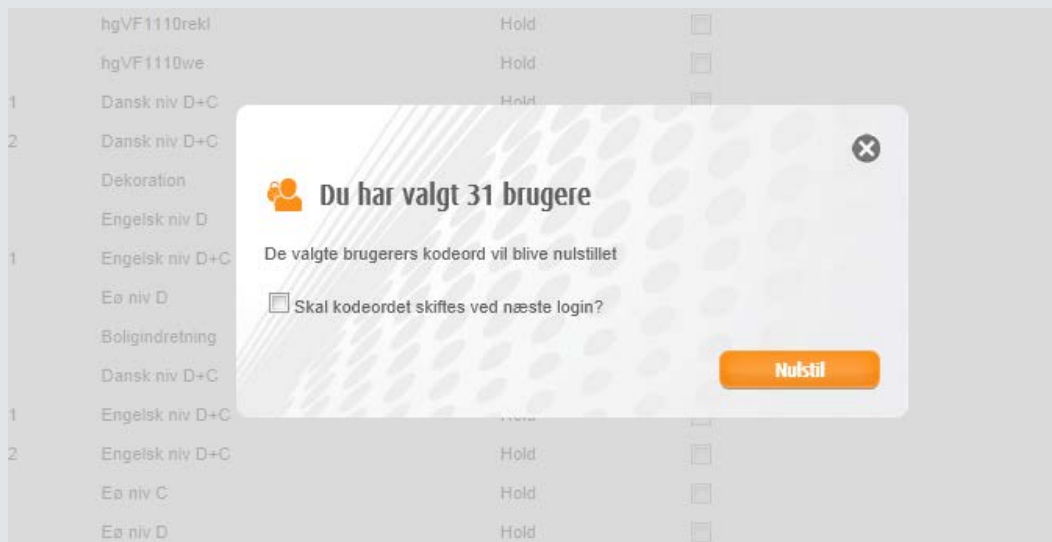 hgVF1110rekl Hold
hgVF1110we Hold
1 Dansk niv D+C Hold
2 Dansk niv D+C
Dekoration
Du har valgt 31 brugere
Engelsk niv D
De valgte brugerers kodeord vil blive nulstillet
1 Engelsk niv D+C
Eø niv D
Skal kodeordet skiftes ved næste login?
Boligindretning
Dansk niv D+C
Nulstil
1 Engelsk niv D+C Hold
2 Engelsk niv D+C Hold
Eø niv C Hold
Eø niv D Hold